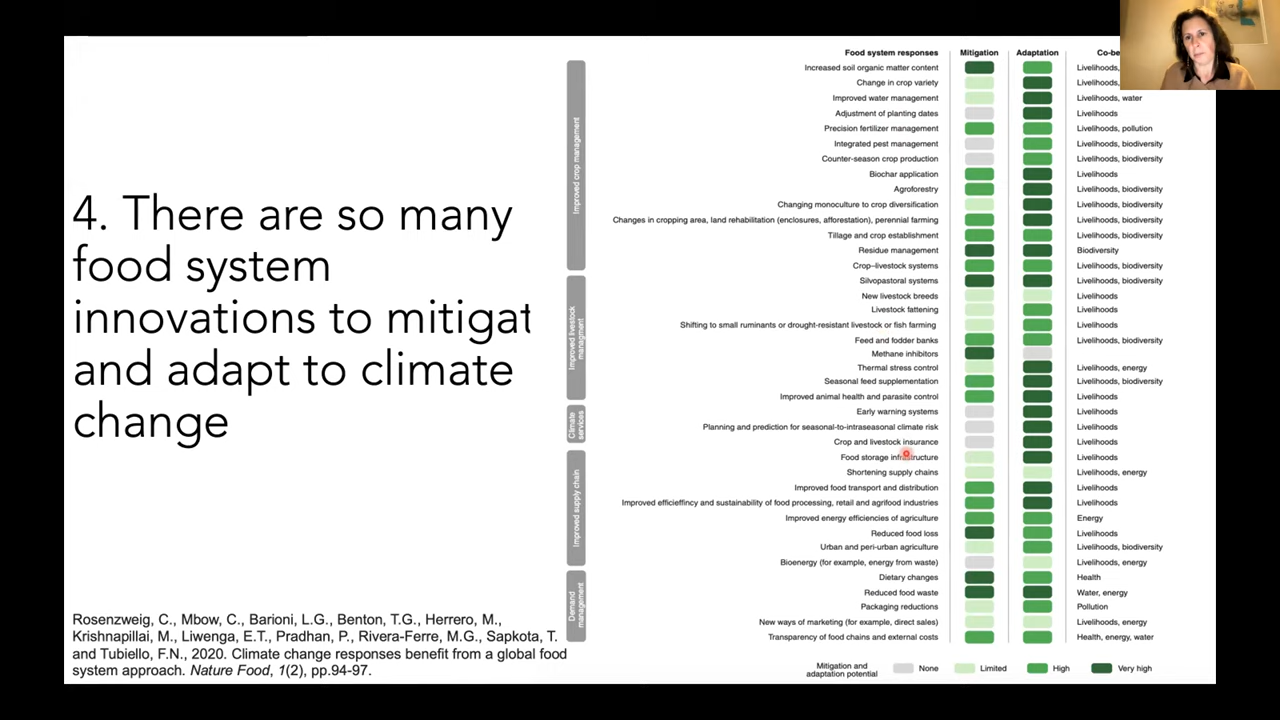 4. There are so many
food system
innovations to mitigat
and adapt to climate
change
Rosenzweig, C., Mbow, C., Barioni, L.G., Benton, T.G., Herrero, M.,
Krishnapillai, M., Liwenga, E.T., Pradhan, P., Rivera-Ferre, M.G., Sapkota, T.
and Tubiello, F.N., 2020. Climate change responses benefit from a global food
system approach. Nature Food, 1(2), pp.94-97.
Food system responses Mitigation Adaptation Co-be
Improved crop management
Increased soil organic matter content Livelihoods,
Change in crop variety Livelihoods,
Improved water management Livelihoods, water
Adjustment of planting dates Livelihoods
Precision fertilizer management Livelihoods, pollution
Integrated pest management Livelihoods, biodiversity
Counter-season crop production Livelihoods, biodiversity
Biochar application Livelihoods
Agroforestry Livelihoods, biodiversity
Changing monoculture to crop diversification Livelihoods, biodiversity
Changes in cropping area, land rehabilitation (enclosures, afforestation), perennial farming Livelihoods, biodiversity
Tillage and crop establishment Livelihoods, biodiversity
Residue management Biodiversity
Crop–livestock systems Livelihoods, biodiversity
Improved livestock
managment
Silvopastoral systems Livelihoods, biodiversity
New livestock breeds Livelihoods
Livestock fattening Livelihoods
Shifting to small ruminants or drought-resistant livestock or fish farming Livelihoods
Feed and fodder banks Livelihoods, biodiversity
Methane inhibitors
Thermal stress control Livelihoods, energy
Seasonal feed supplementation Livelihoods, biodiversity
Improved animal health and parasite control Livelihoods
Climate
services
Early warning systems Livelihoods
Planning and prediction for seasonal-to-intraseasonal climate risk Livelihoods
Crop and livestock insurance Livelihoods
Improved supply chain
Food storage infrastructure Livelihoods
Shortening supply chains Livelihoods, energy
Improved food transport and distribution Livelihoods
Improved efficieffincy and sustainability of food processing, retail and agrifood industries Livelihoods
Improved energy efficiencies of agriculture Energy
Reduced food loss Livelihoods
Urban and peri-urban agriculture Livelihoods, biodiversity
Bioenergy (for example, energy from waste) Livelihoods, energy
Demand
management
Dietary changes Health
Reduced food waste Water, energy
Packaging reductions Pollution
New ways of marketing (for example, direct sales) Livelihoods, energy
Transparency of food chains and external costs Health, energy, water
Mitigation and
adaptation potential
None Limited High Very high